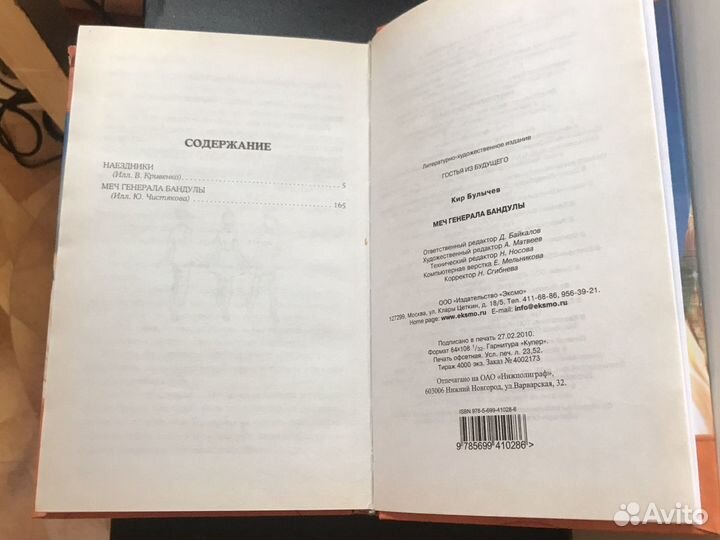 СОДЕРЖАНИЕ
НАЕЗДНИКИ
(Илл. В. Кривенко) 5
МЕЧ ГЕНЕРАЛА БАНДУЛЫ
(Илл. Ю. Чистякова) 165
Литературно-художественное издание
ГОСТЬЯ ИЗ БУДУЩЕГО
Кир Булычев
МЕЧ ГЕНЕРАЛА БАНДУЛЫ
Ответственный редактор Д. Байкалов
Художественный редактор А. Матвеев
Технический редактор Н. Носова
Компьютерная верстка Е. Мельникова
Корректор Н. Сгибнева
ООО «Издательство «Эксмо»
127299, Москва, ул. Клары Цеткин, д. 18/5. Тел. 411-68-86, 956-39-21.
Home page: www.eksmo.ru E-mail: info@eksmo.ru
Подписано в печать 27.02.2010.
Формат 84×108 1/32. Гарнитура «Купер».
Печать офсетная. Усл. печ. л. 23,52.
Тираж 4000 экз. Заказ № 4002173
Отпечатано на ОАО «Нижполиграф»,
603006 Нижний Новгород, ул.Варварская, 32.
ISBN 978-5-699-41028-6
9 785699 410286 >
Avito